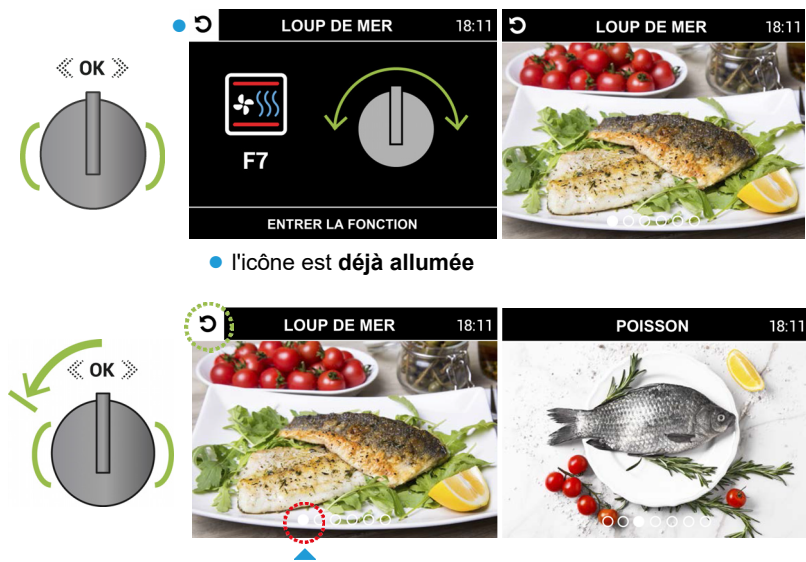 LOUP DE MER 18:11
LOUP DE MER 18:11
OK
F7
ENTRER LA FONCTION
l'icône est déjà allumée
LOUP DE MER 18:11
POISSON 18:11
OK